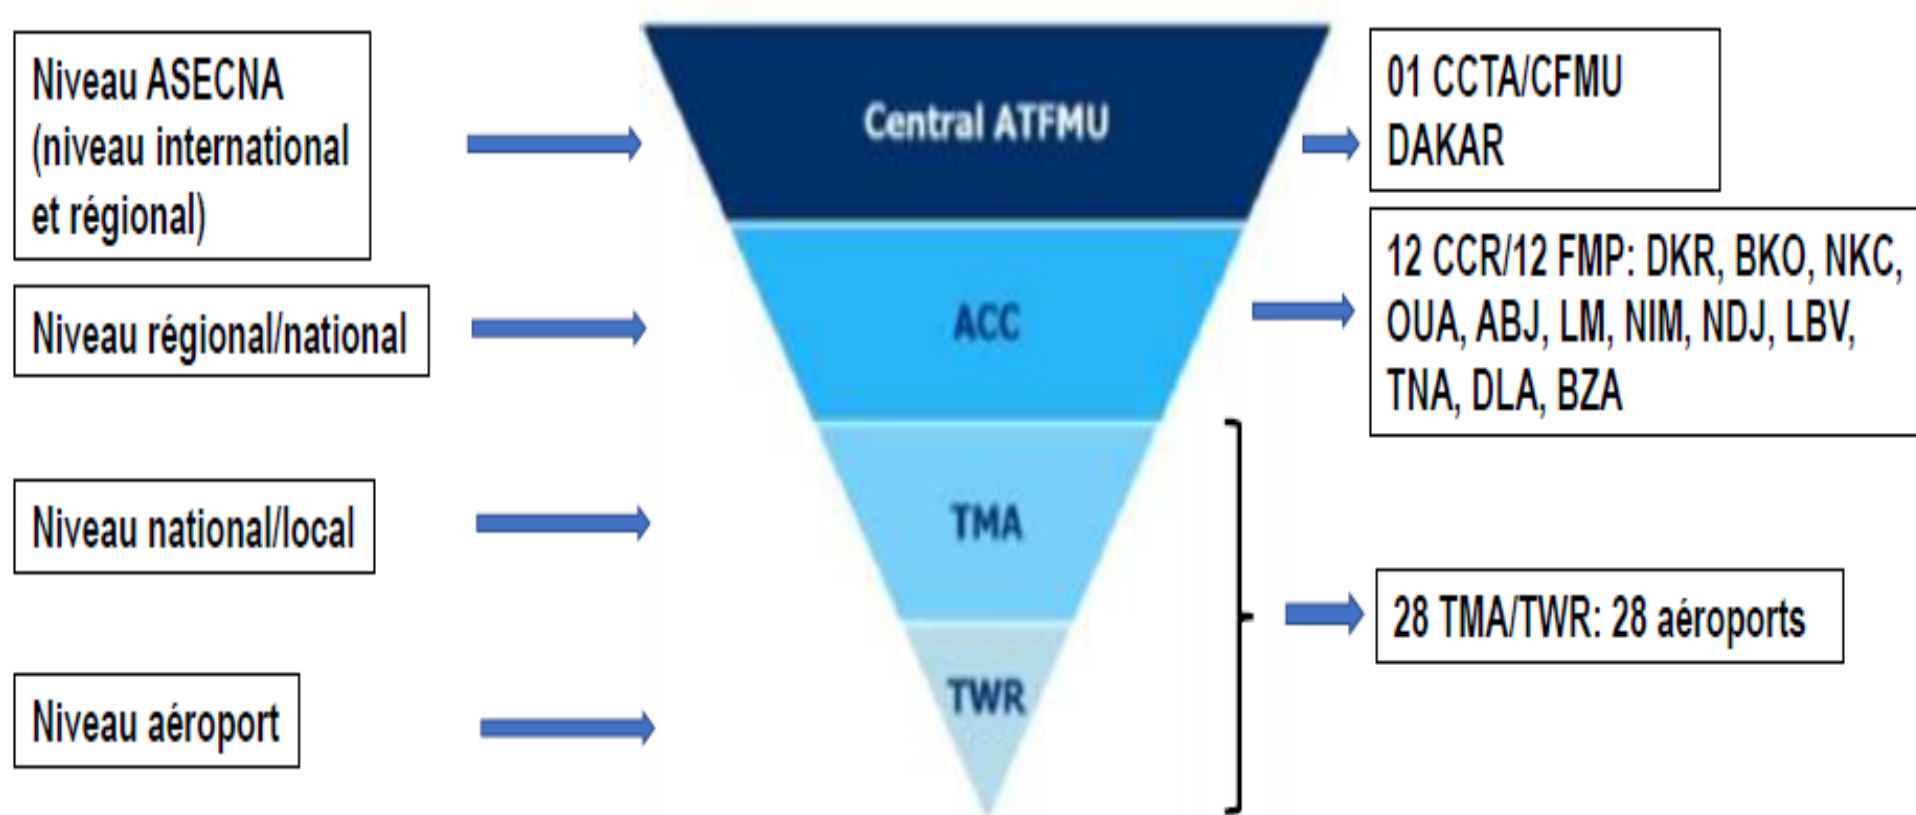 Niveau ASECNA
(niveau international
et régional)
Central ATFMU
01 CCTA/CFMU
DAKAR
Niveau régional/national
ACC
12 CCR/12 FMP: DKR, BKO, NKC,
OUA, ABJ, LM, NIM, NDJ, LBV,
TNA, DLA, BZA
Niveau national/local
TMA
28 TMA/TWR: 28 aéroports
Niveau aéroport
TWR